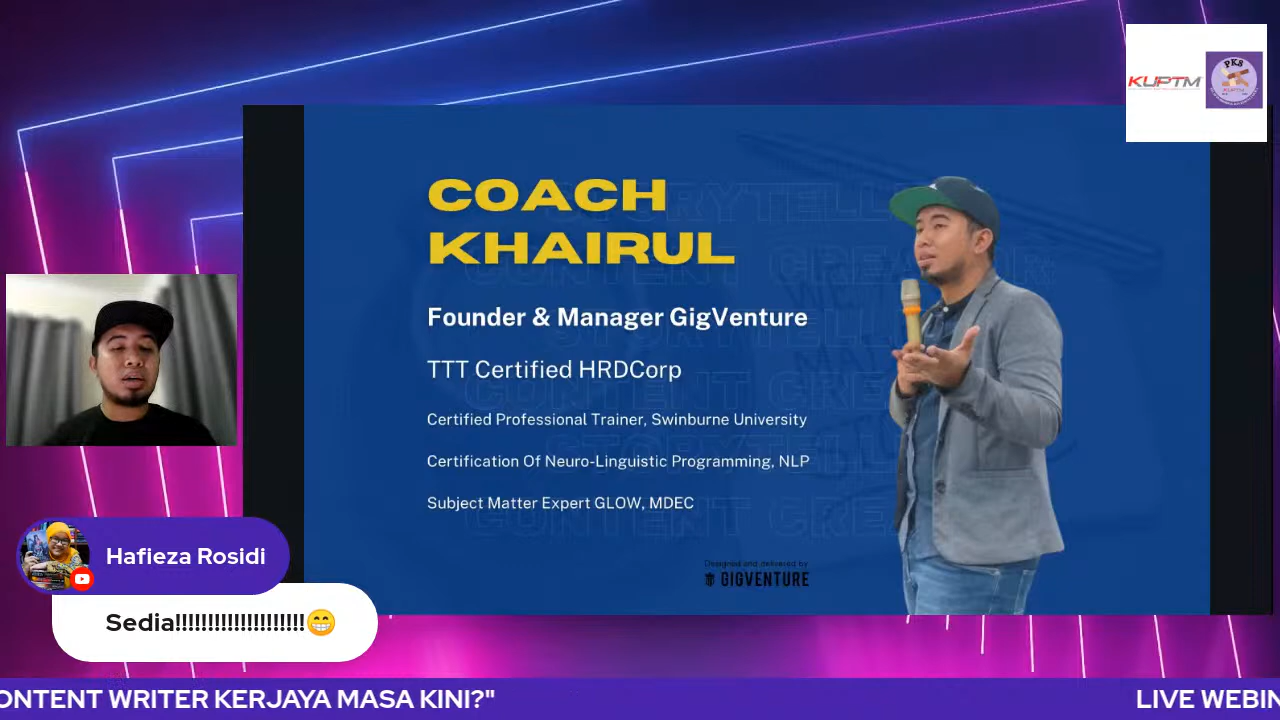 KUPTM
PKS
COACH
KHAIRUL
Founder & Manager GigVenture
TTT Certified HRDCorp
Certified Professional Trainer, Swinburne University
Certification Of Neuro-Linguistic Programming, NLP
Subject Matter Expert GLOW, MDEC
Designed and delivered by
GIGVENTURE
Hafieza Rosidi
Sedia!!!!!!!!!!!!!!!!!!!!😁
ONTENT WRITER KERJAYA MASA KINI?" LIVE WEBIN